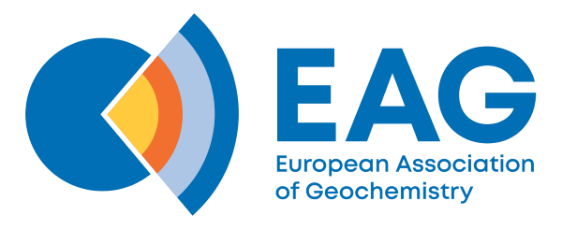 EAG
European Association
of Geochemistry